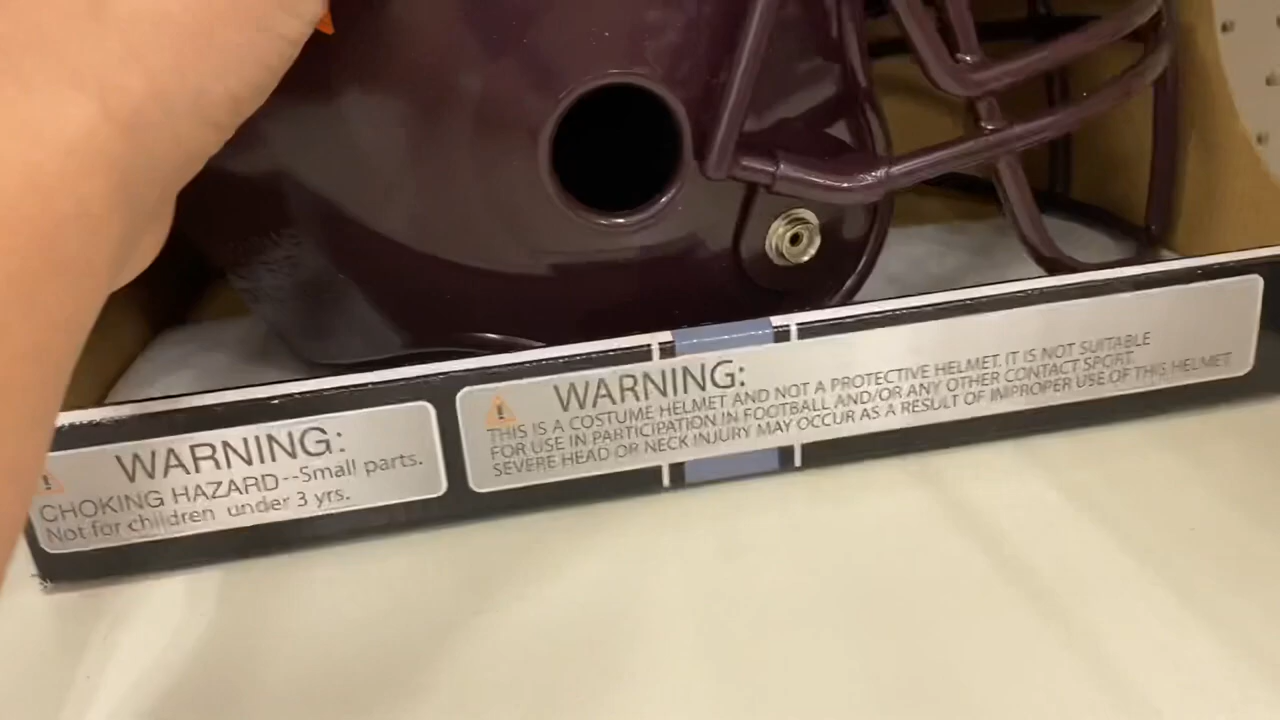 WARNING:
CHOKING HAZARD--Small parts.
Not for children under 3 yrs.
WARNING:
THIS IS A COSTUME HELMET AND NOT A PROTECTIVE HELMET. IT IS NOT SUITABLE
FOR USE IN PARTICIPATION IN FOOTBALL AND/OR ANY OTHER CONTACT SPORT.
SEVERE HEAD OR NECK INJURY MAY OCCUR AS A RESULT OF IMPROPER USE OF THIS HELMET